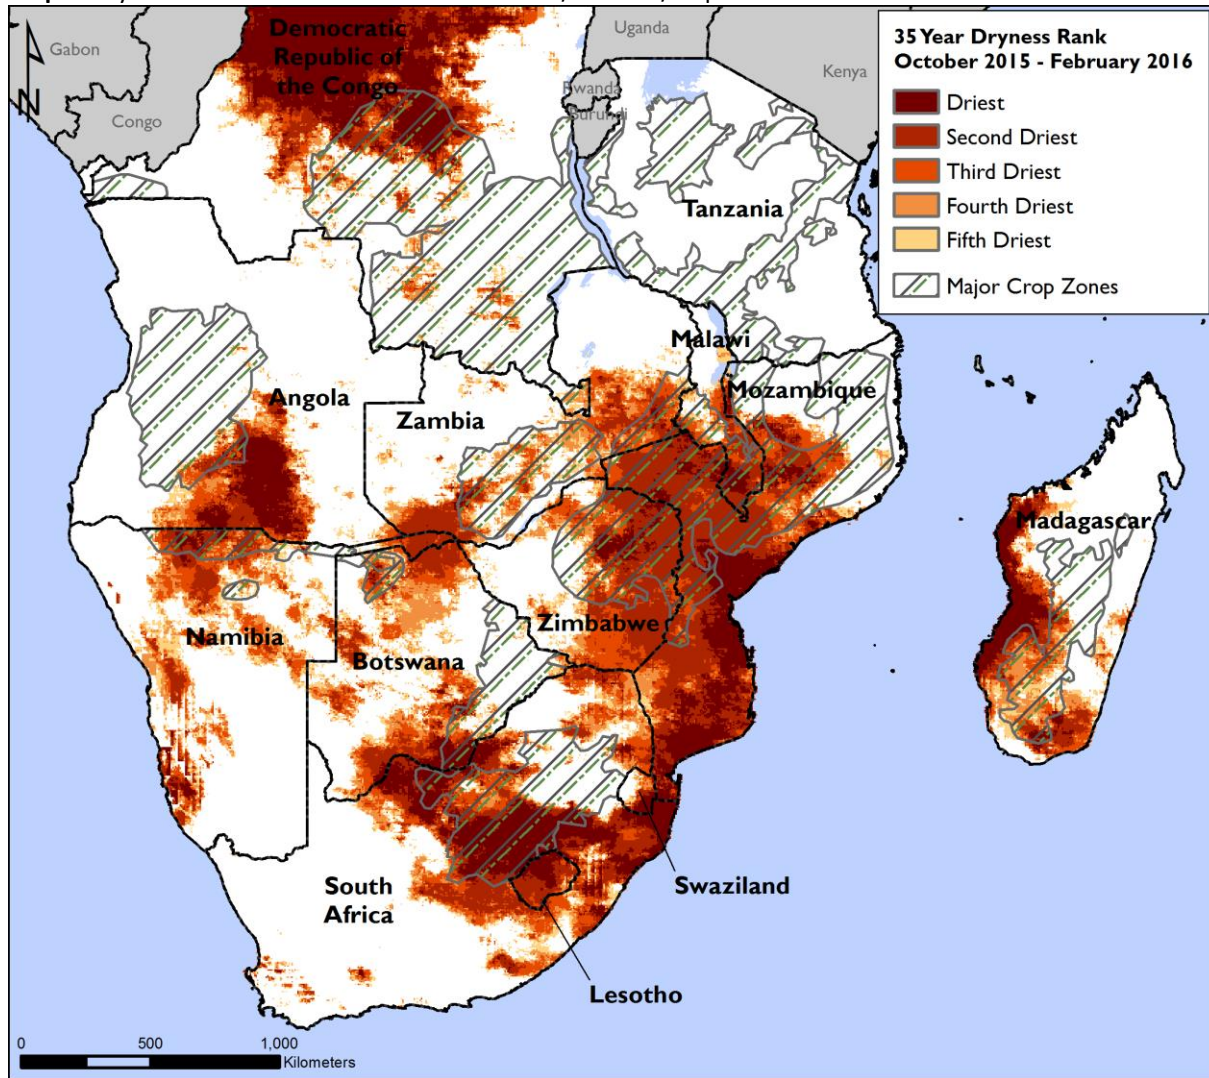 Democratic
Republic of
the Congo
Uganda
Gabon
Kenya
Rwanda
Burundi
Congo
Tanzania
Malawi
Mozambique
Angola
Zambia
Madagascar
Zimbabwe
Namibia
Botswana
South
Africa
Swaziland
Lesotho
N
0 500 1,000
Kilometers
35 Year Dryness Rank
October 2015 - February 2016
Driest
Second Driest
Third Driest
Fourth Driest
Fifth Driest
Major Crop Zones